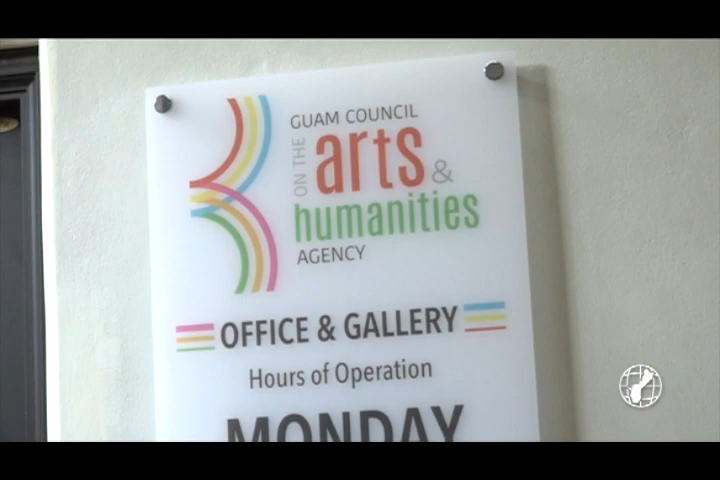 GUAM COUNCIL
ON THE
arts &
humanities
AGENCY
OFFICE & GALLERY
Hours of Operation
MONDAY